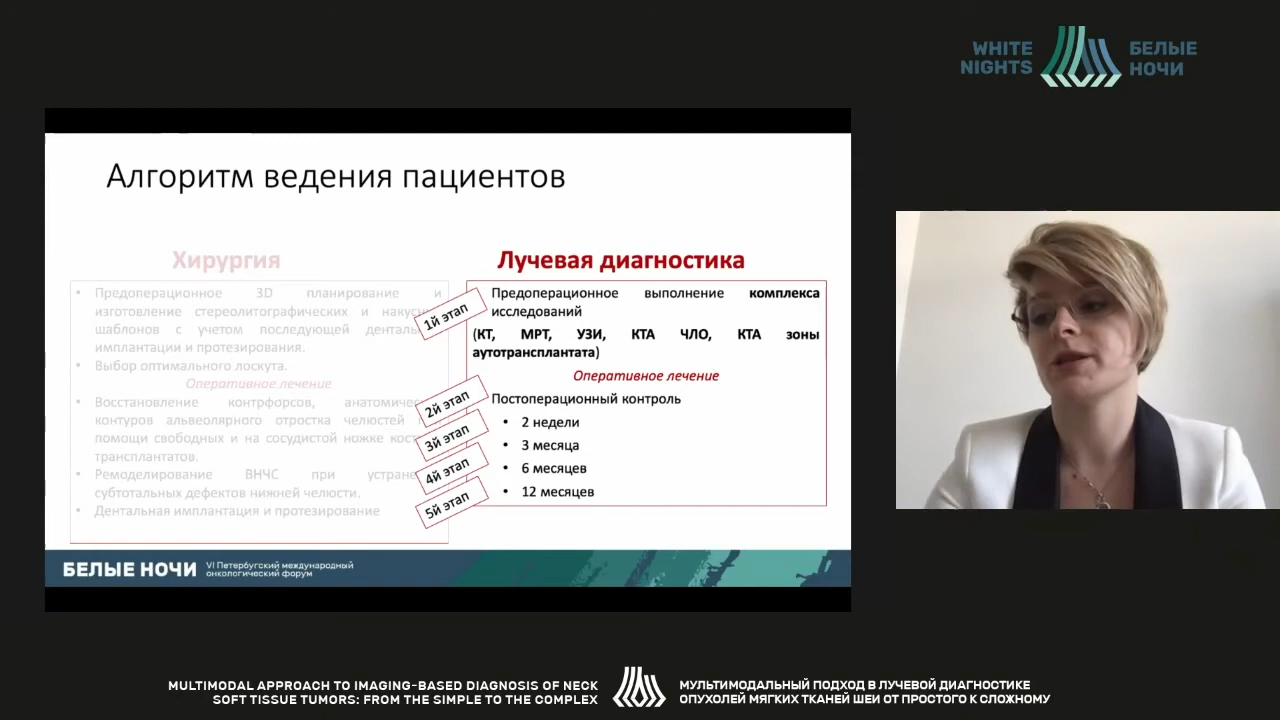 WHITE
NIGHTS
БЕЛЫЕ
НОЧИ
Алгоритм ведения пациентов
Хирургия
• Предоперационное 3D планирование и
изготовление стереолитографических и
шаблонов с учетом последующей
имплантации и протезирования.
• Выбор оптимального лоскута.
Оперативное лечение
• Восстановление контрфорсов,
контуров альвеолярного отростка челюстей
помощи свободных и на сосудистой ножке
трансплантатов.
• Ремоделирование ВНЧС при
субтотальных дефектов нижней челюсти.
• Дентальная имплантация и протезирование
Лучевая диагностика
1й этап
Предоперационное выполнение комплекса
исследований
(КТ, МРТ, УЗИ, КТА ЧЛО, КТА зоны
аутотрансплантата)
Оперативное лечение
2й этап
Постоперационный контроль
• 2 недели
3й этап
• 3 месяца
4й этап
• 6 месяцев
5й этап
• 12 месяцев
БЕЛЫЕ НОЧИ
VI Петербургский международный
онкологический форум
MULTIMODAL APPROACH TO IMAGING-BASED DIAGNOSIS OF NECK
SOFT TISSUE TUMORS: FROM THE SIMPLE TO THE COMPLEX
МУЛЬТИМОДАЛЬНЫЙ ПОДХОД В ЛУЧЕВОЙ ДИАГНОСТИКЕ
ОПУХОЛЕЙ МЯГКИХ ТКАНЕЙ ШЕИ ОТ ПРОСТОГО К СЛОЖНОМУ